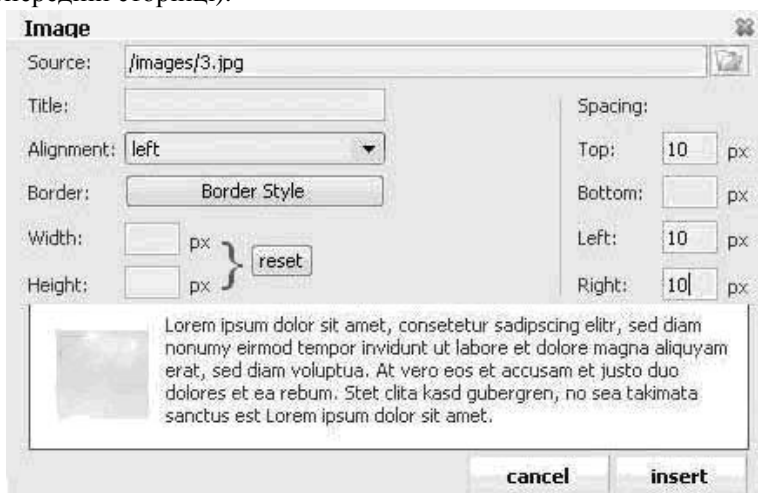 сторінці).
Image
Source: /images/3.jpg
Title: Spacing:
Alignment: left Top: 10 px
Border: Border Style Bottom: px
Width: px Left: 10 px
reset
Height: px Right: 10 px
Lorem ipsum dolor sit amet, consetetur sadipscing elitr, sed diam
nonumy eirmod tempor invidunt ut labore et dolore magna aliquyam
erat, sed diam voluptua. At vero eos et accusam et justo duo
dolores et ea rebum. Stet clita kasd gubergren, no sea takimata
sanctus est Lorem ipsum dolor sit amet.
cancel insert